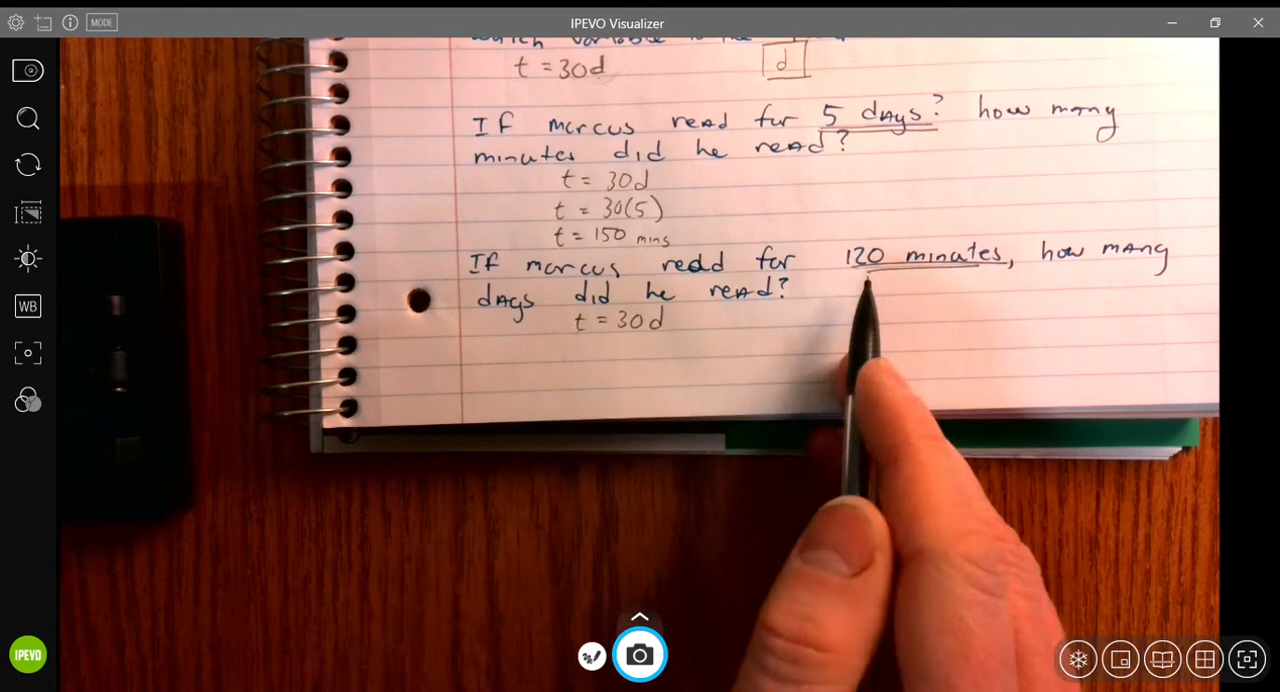 IPEVO Visualizer
MODE
t = 30d
d
If marcus read for 5 days? how many
minutes did he read?
t = 30d
t = 30(5)
t = 150 mins
If marcus read for 120 minutes, how many
days did he read?
t = 30d
WB
IPEVO